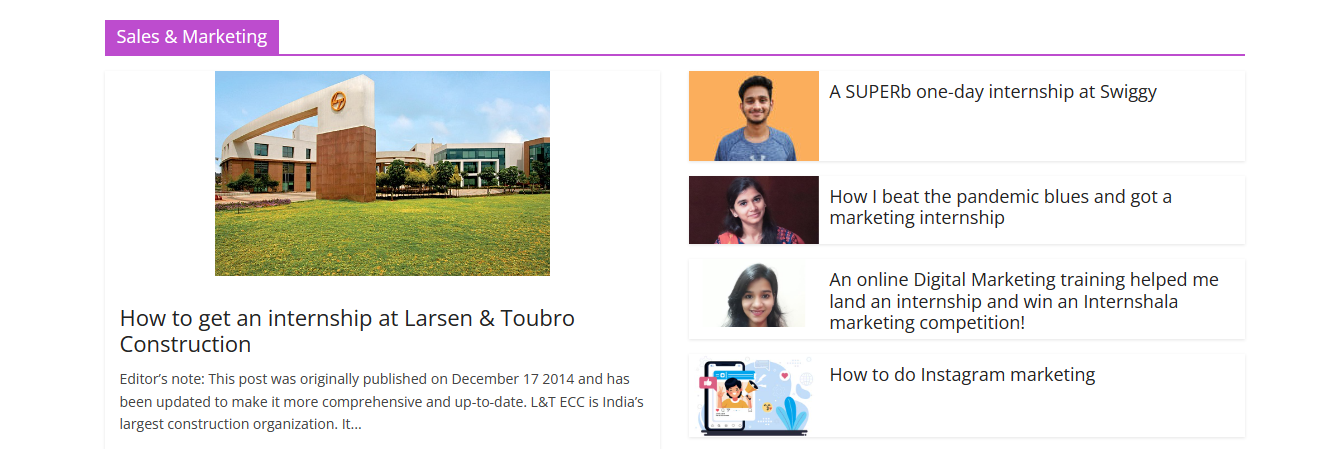 Sales & Marketing
How to get an internship at Larsen & Toubro
Construction
Editor’s note: This post was originally published on December 17 2014 and has
been updated to make it more comprehensive and up-to-date. L&T ECC is India’s
largest construction organization. It...
A SUPERb one-day internship at Swiggy
How I beat the pandemic blues and got a
marketing internship
An online Digital Marketing training helped me
land an internship and win an Internshala
marketing competition!
How to do Instagram marketing